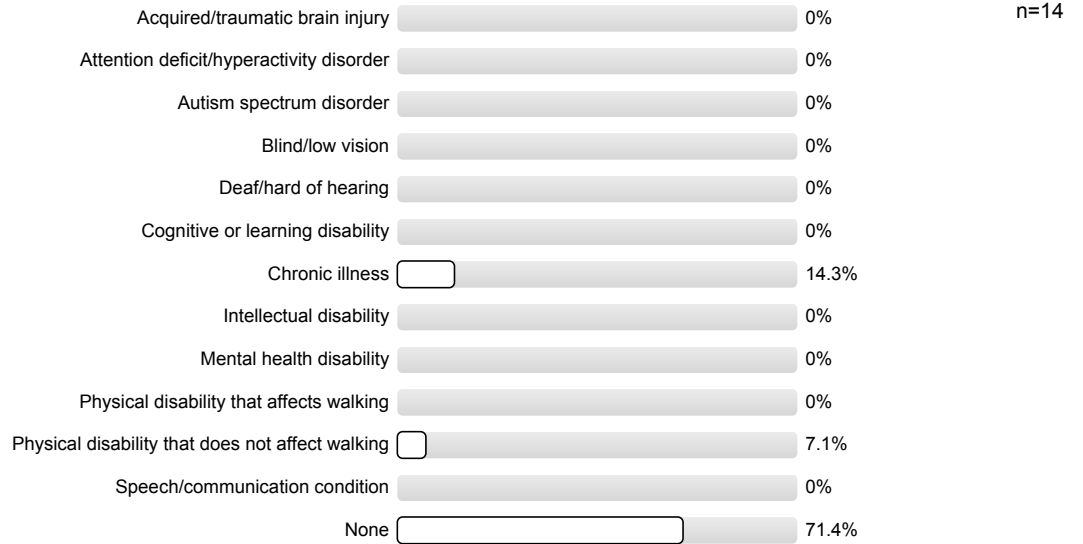 Acquired/traumatic brain injury 0% n=14
Attention deficit/hyperactivity disorder 0%
Autism spectrum disorder 0%
Blind/low vision 0%
Deaf/hard of hearing 0%
Cognitive or learning disability 0%
Chronic illness 14.3%
Intellectual disability 0%
Mental health disability 0%
Physical disability that affects walking 0%
Physical disability that does not affect walking 7.1%
Speech/communication condition 0%
None 71.4%